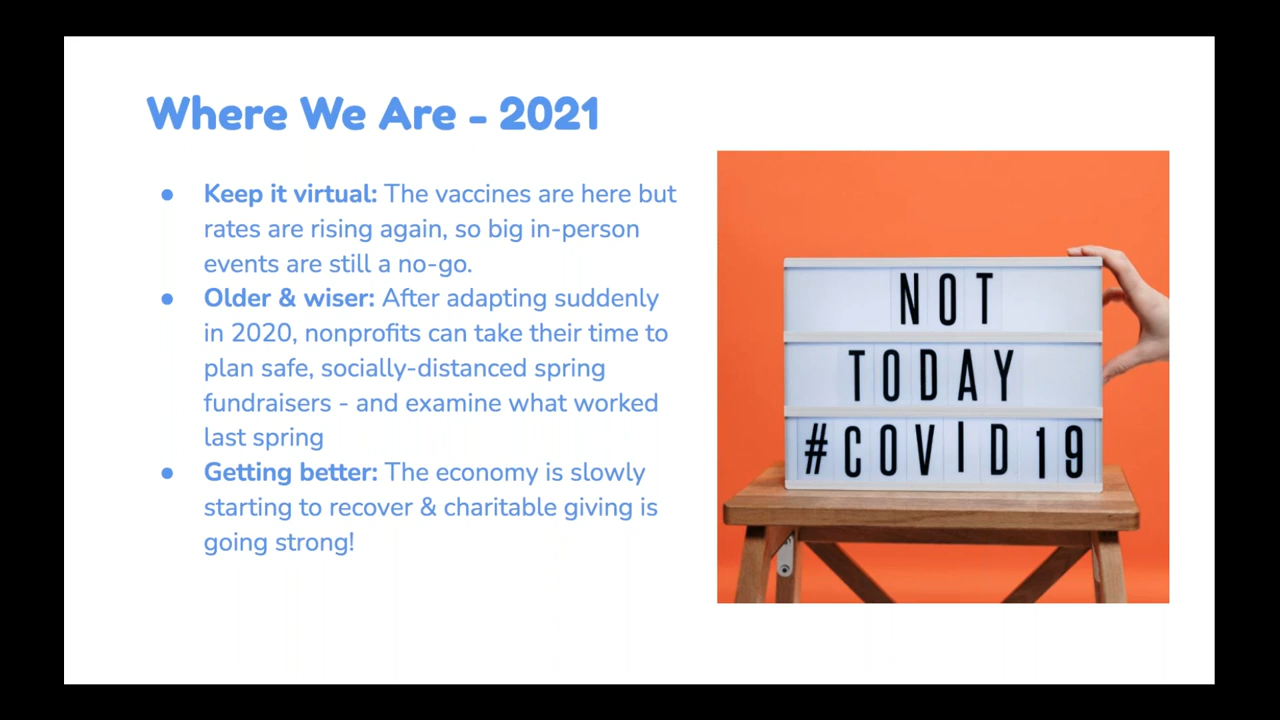 Where We Are - 2021
● Keep it virtual: The vaccines are here but
rates are rising again, so big in-person
events are still a no-go.
● Older & wiser: After adapting suddenly
in 2020, nonprofits can take their time to
plan safe, socially-distanced spring
fundraisers - and examine what worked
last spring
● Getting better: The economy is slowly
starting to recover & charitable giving is
going strong!
NOT
TODAY
#COVID19